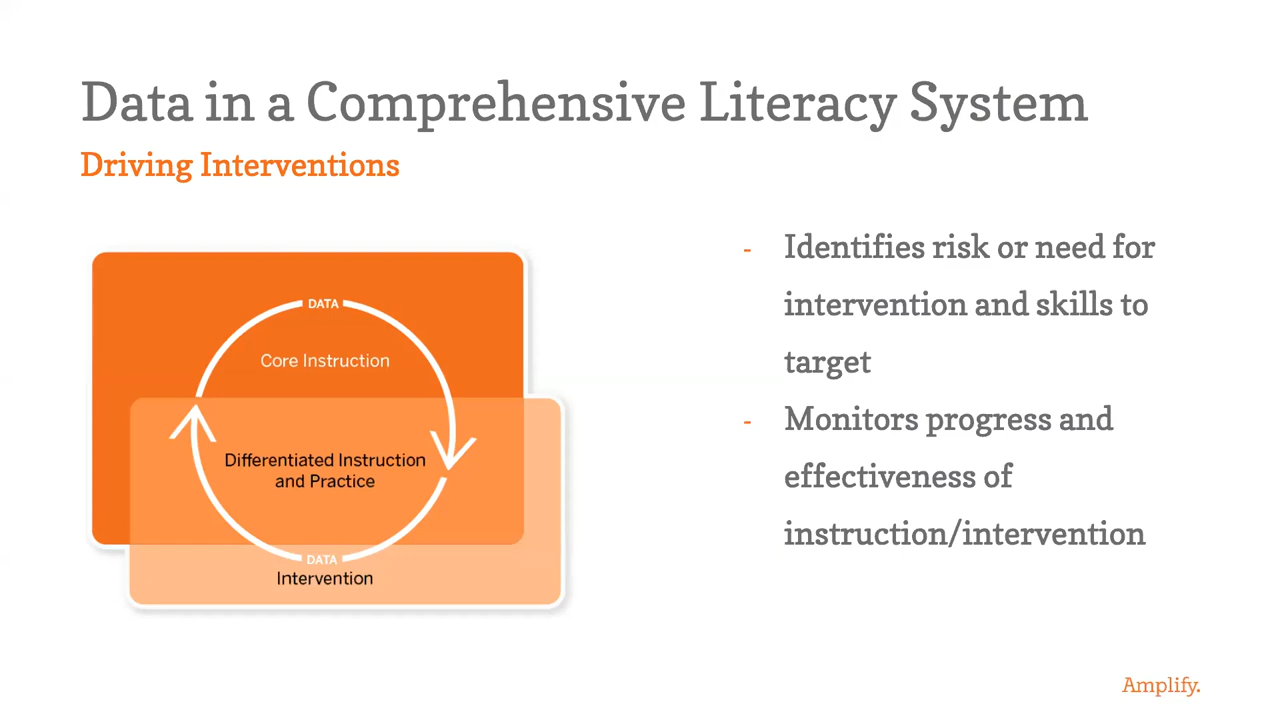 Data in a Comprehensive Literacy System
Driving Interventions
DATA
Core Instruction
Differentiated Instruction
and Practice
DATA
Intervention
- Identifies risk or need for
intervention and skills to
target
- Monitors progress and
effectiveness of
instruction/intervention
Amplify.